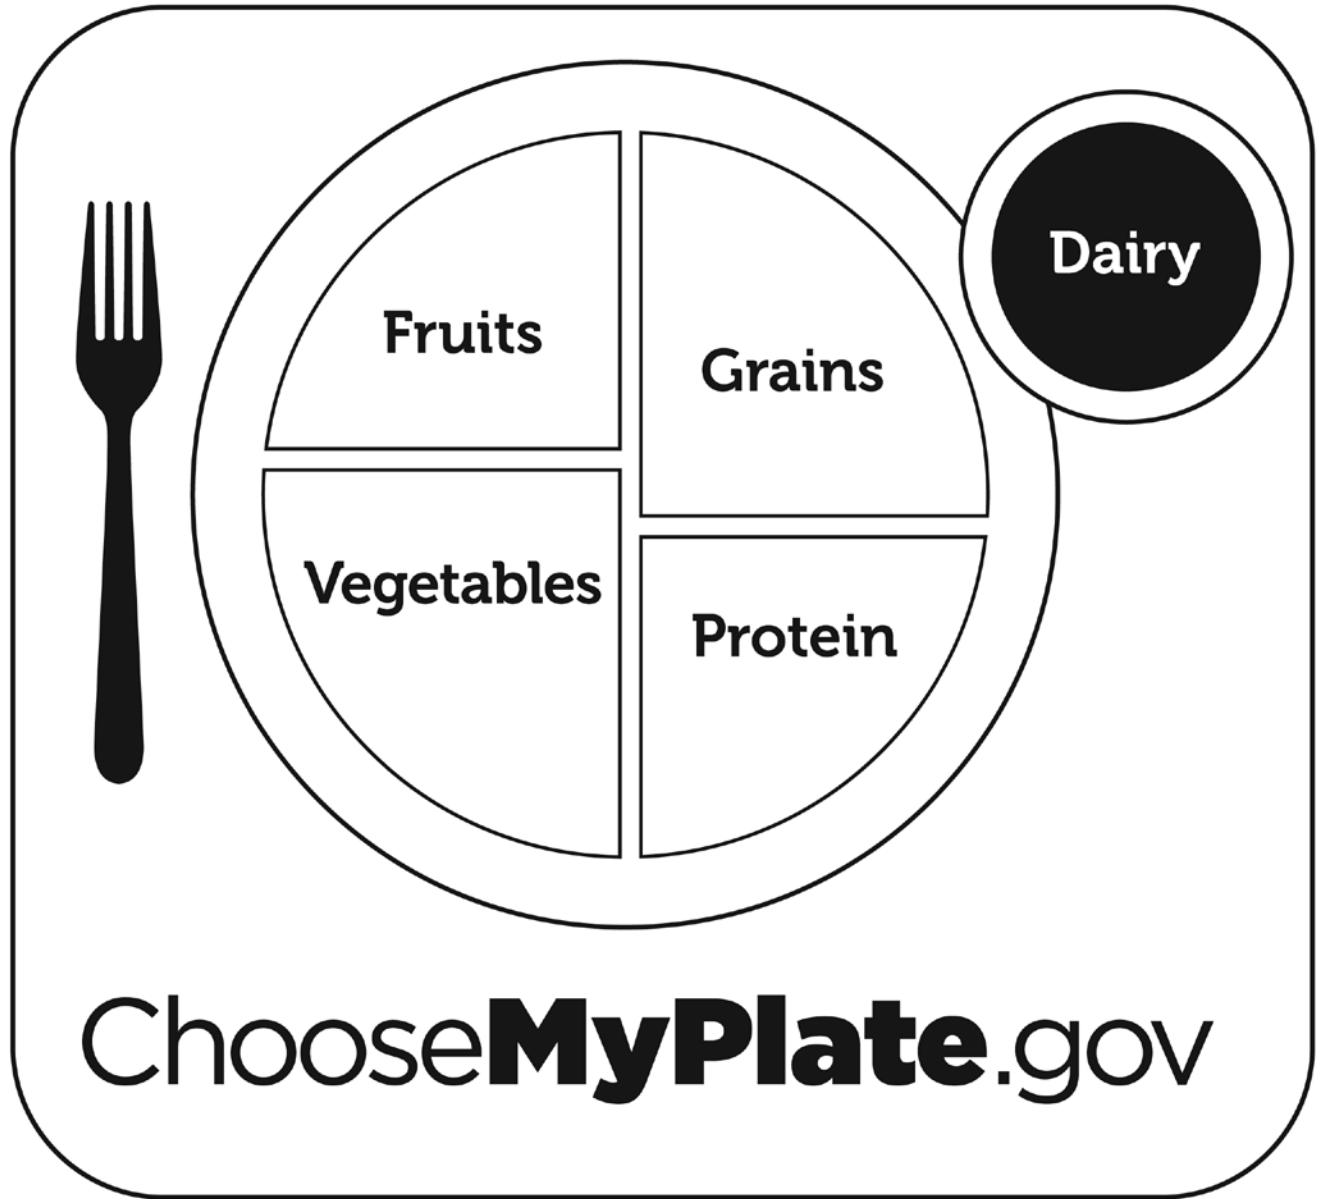 Dairy
Fruits
Grains
Vegetables
Protein
ChooseMyPlate.gov